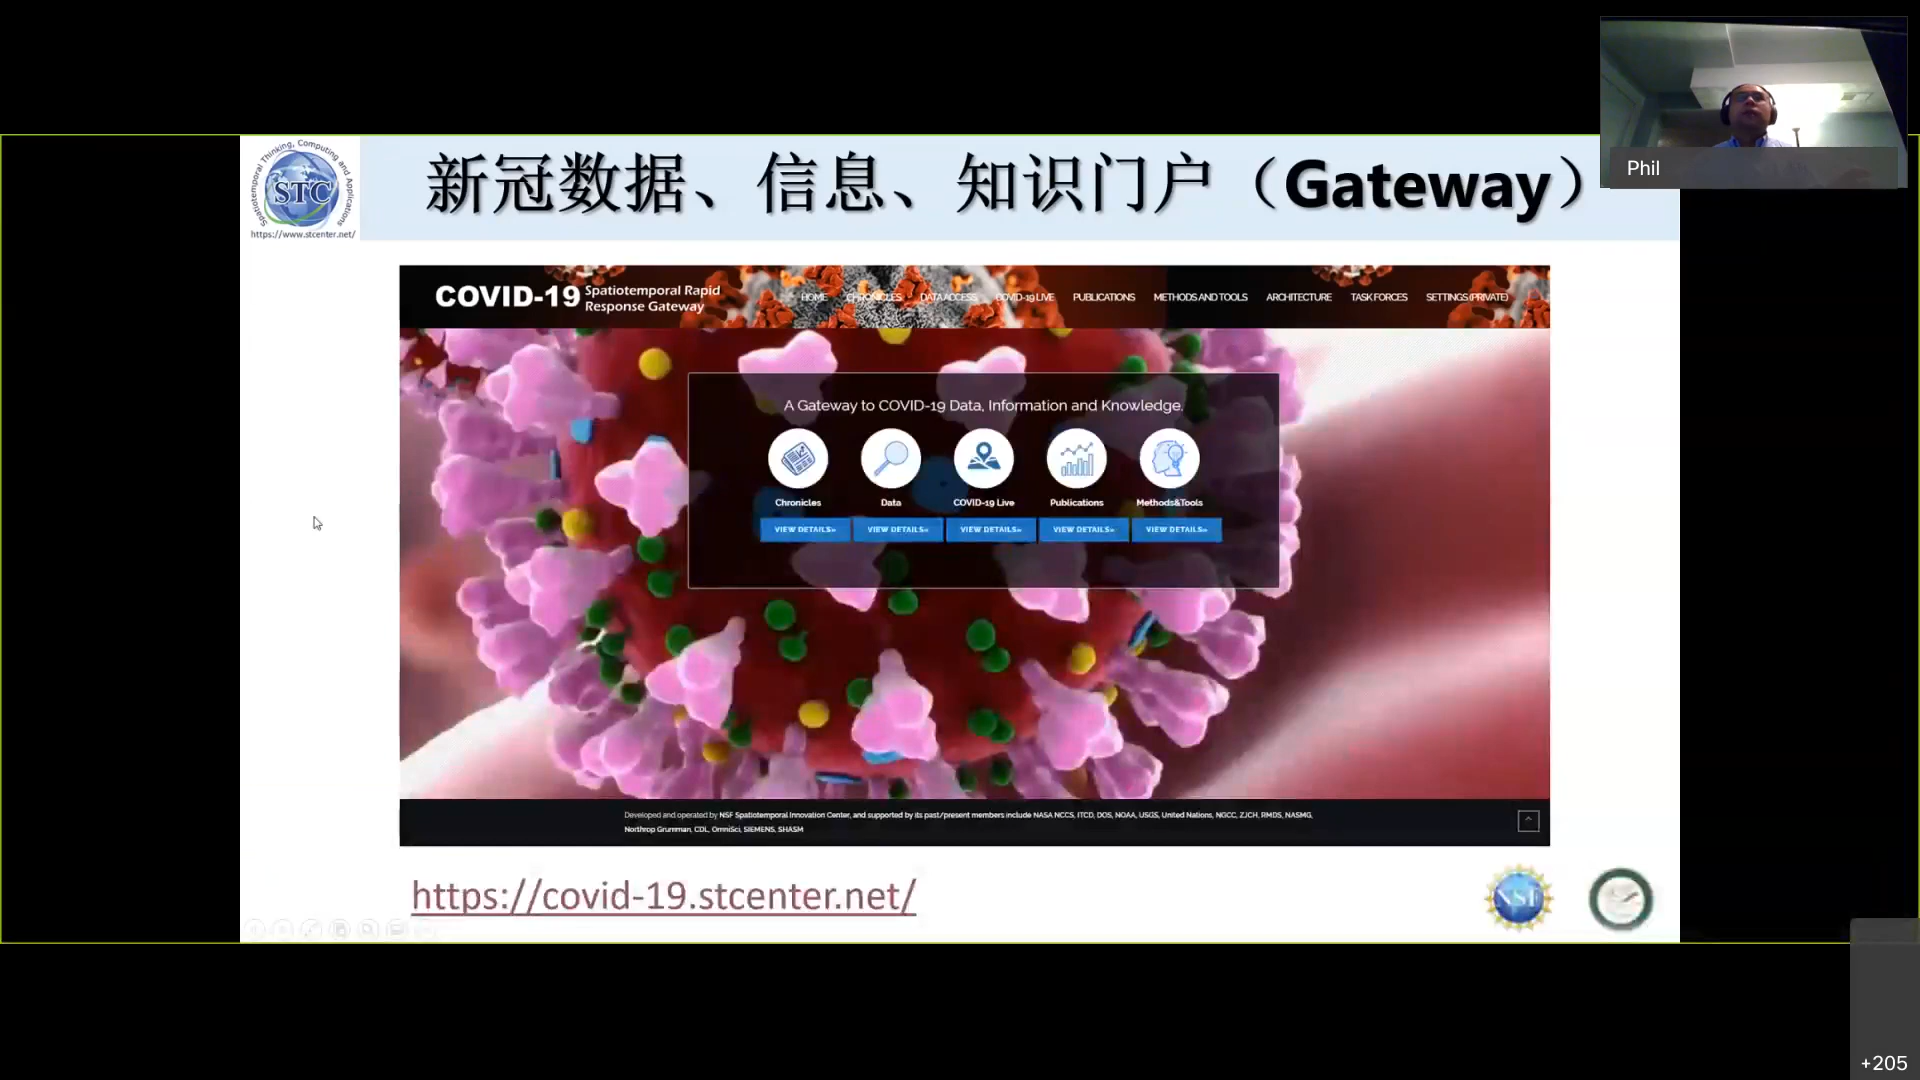 Spatiotemporal Thinking, Computing and Applications
STC
https://www.stcenter.net/
新冠数据、信息、知识门户（Gateway）
Phil
COVID-19 Spatiotemporal Rapid
Response Gateway
HOME CHRONICLES DATA ACCESS COVID-19 LIVE PUBLICATIONS METHODS AND TOOLS ARCHITECTURE TASK FORCES SETTINGS (PRIVATE)
A Gateway to COVID-19 Data, Information and Knowledge.
Chronicles Data COVID-19 Live Publications Methods&Tools
VIEW DETAILS» VIEW DETAILS» VIEW DETAILS» VIEW DETAILS» VIEW DETAILS»
Developed and operated by NSF Spatiotemporal Innovation Center, and supported by its past/present members include NASA NCCS, ITCD, DOS, NOAA, USGS, United Nations, NGCC, ZJCH, RMDS, NASMG,
Northrop Grumman, CDL, OmniSci, SIEMENS, SHASM
https://covid-19.stcenter.net/
NSF
+205